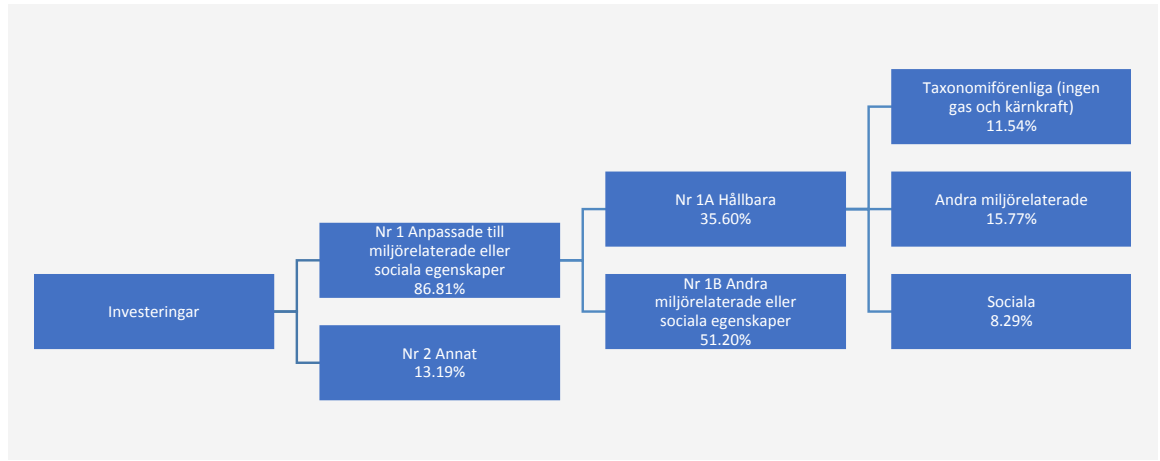 Investeringar
Nr 1 Anpassade till
miljörelaterade eller
sociala egenskaper
86.81%
Nr 2 Annat
13.19%
Nr 1A Hållbara
35.60%
Nr 1B Andra
miljörelaterade eller
sociala egenskaper
51.20%
Taxonomiförenliga (ingen
gas och kärnkraft)
11.54%
Andra miljörelaterade
15.77%
Sociala
8.29%